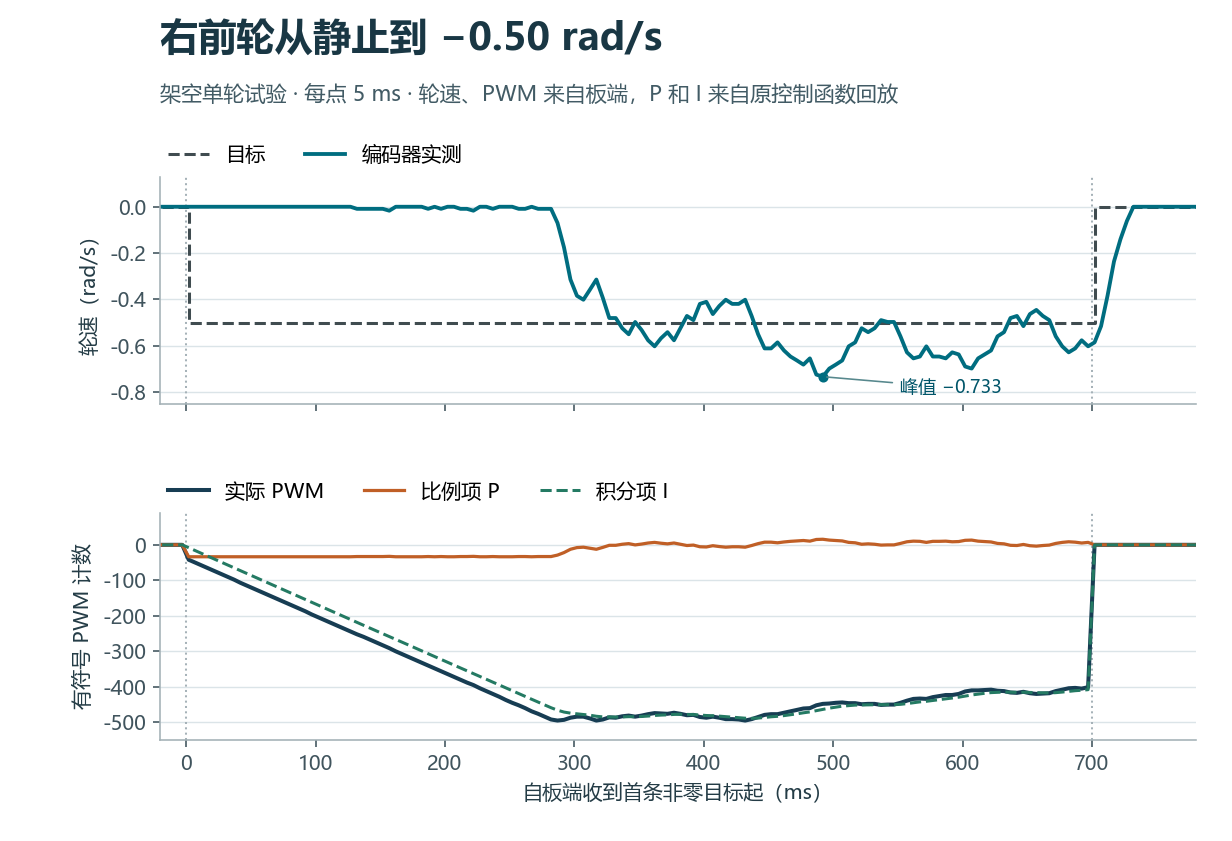 右前轮从静止到 −0.50 rad/s
架空单轮试验 · 每点 5 ms · 轮速、PWM 来自板端，P 和 I 来自原控制函数回放
目标 编码器实测
轮速（rad/s）
0.0
-0.2
-0.4
-0.6
-0.8
峰值 −0.733
实际 PWM 比例项 P 积分项 I
有符号 PWM 计数
0
-100
-200
-300
-400
-500
0 100 200 300 400 500 600 700
自板端收到首条非零目标起（ms）